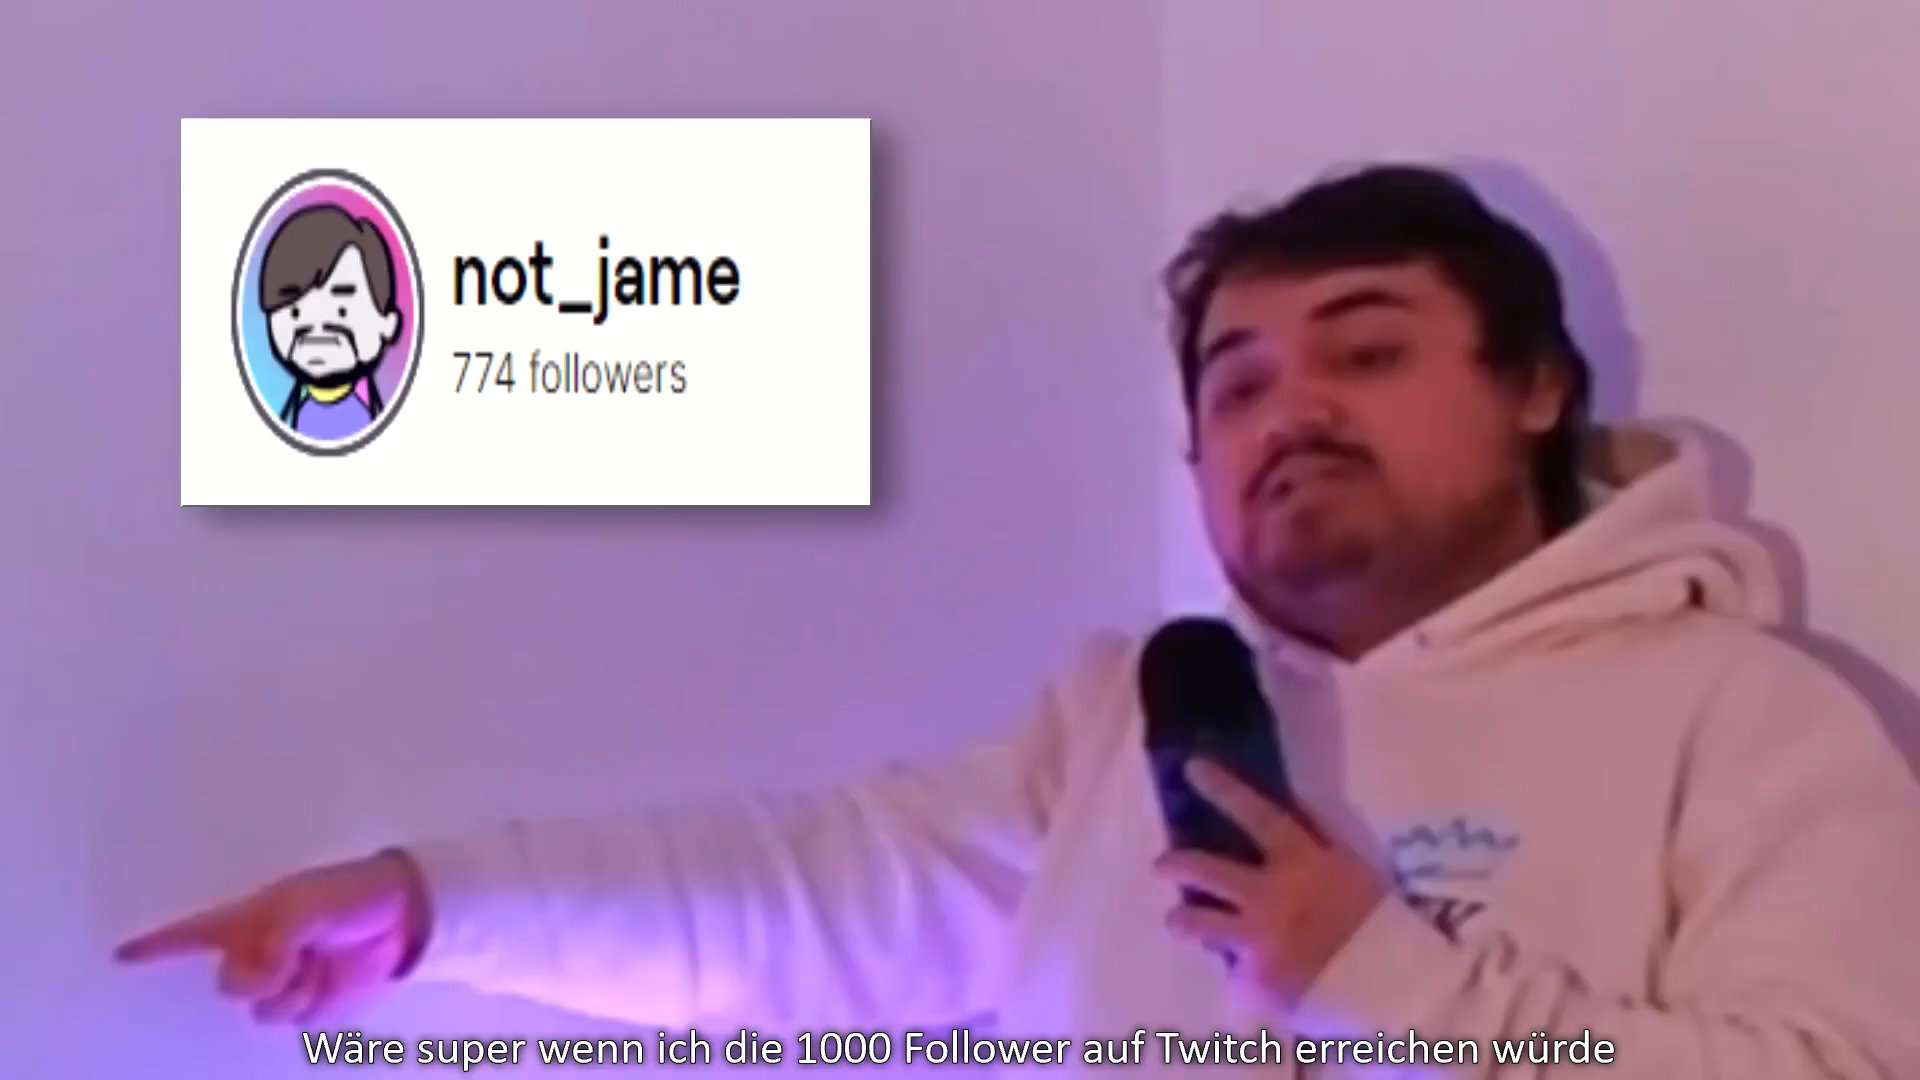 not_jame
774 followers
Wäre super wenn ich die 1000 Follower auf Twitch erreichen würde